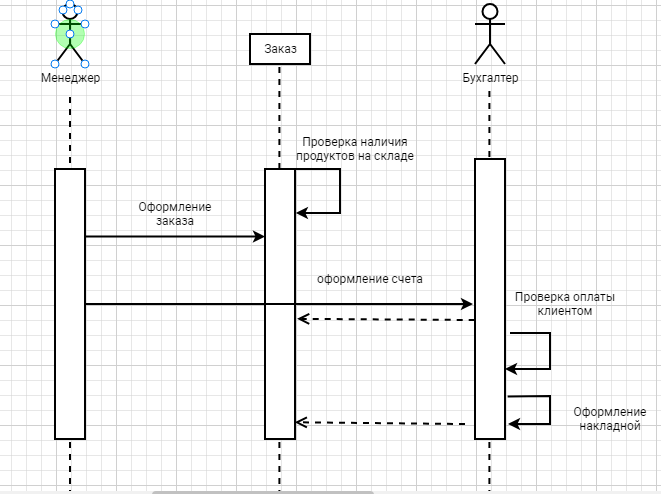 Менеджер
Заказ
Бухгалтер
Проверка наличия
продуктов на складе
Оформление
заказа
оформление счета
Проверка оплаты
клиентом
Оформление
накладной